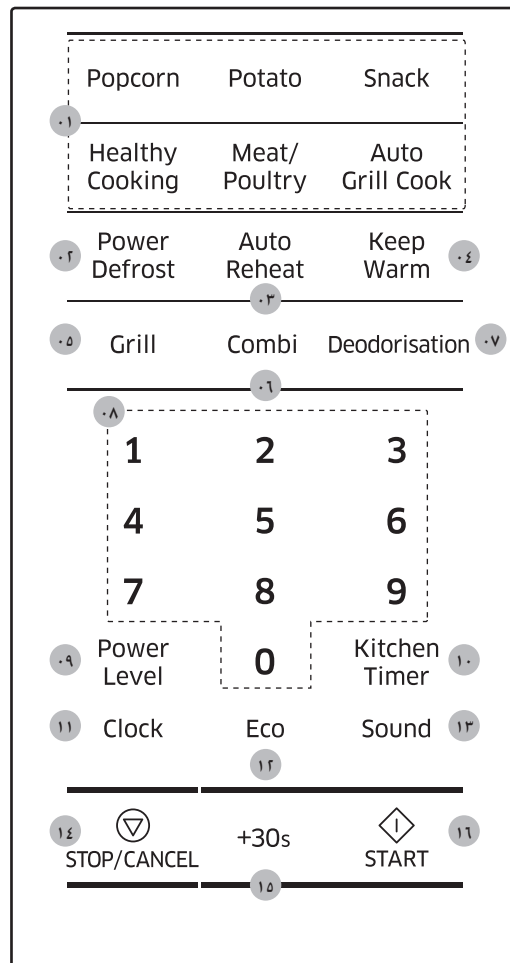 Popcorn Potato Snack
٠١
Healthy Meat/ Auto
Cooking Poultry Grill Cook
٠٢ Power Auto Keep ٠٤
Defrost Reheat Warm
٠٣
٠٥ Grill Combi Deodorisation ٠٧
٠٦
٠٨
1 2 3
4 5 6
7 8 9
٠٩ Power 0 Kitchen ١٠
Level Timer
١١ Clock Eco Sound ١٣
١٢
١٤ STOP/CANCEL +30s START ١٦
١٥